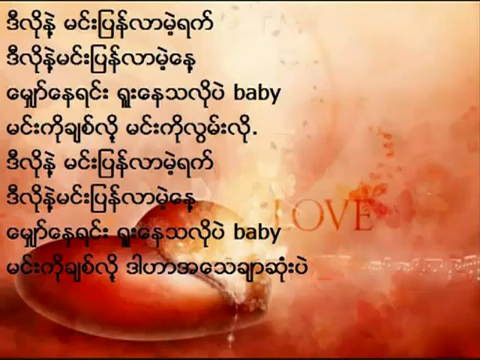 ဒီလိုနဲ့ မင်းပြန်လာမဲ့ရက်
ဒီလိုနဲ့မင်းပြန်လာမဲ့နေ့
မျှော်နေရင်း ရူးနေသလိုပဲ baby
မင်းကိုချစ်လို့ မင်းကိုလွမ်းလို့.
ဒီလိုနဲ့ မင်းပြန်လာမဲ့ရက်
ဒီလိုနဲ့မင်းပြန်လာမဲ့နေ့
LOVE
မျှော်နေရင်း ရူးနေသလိုပဲ baby
မင်းကိုချစ်လို့ ဒါဟာအသေချာဆုံးပဲ